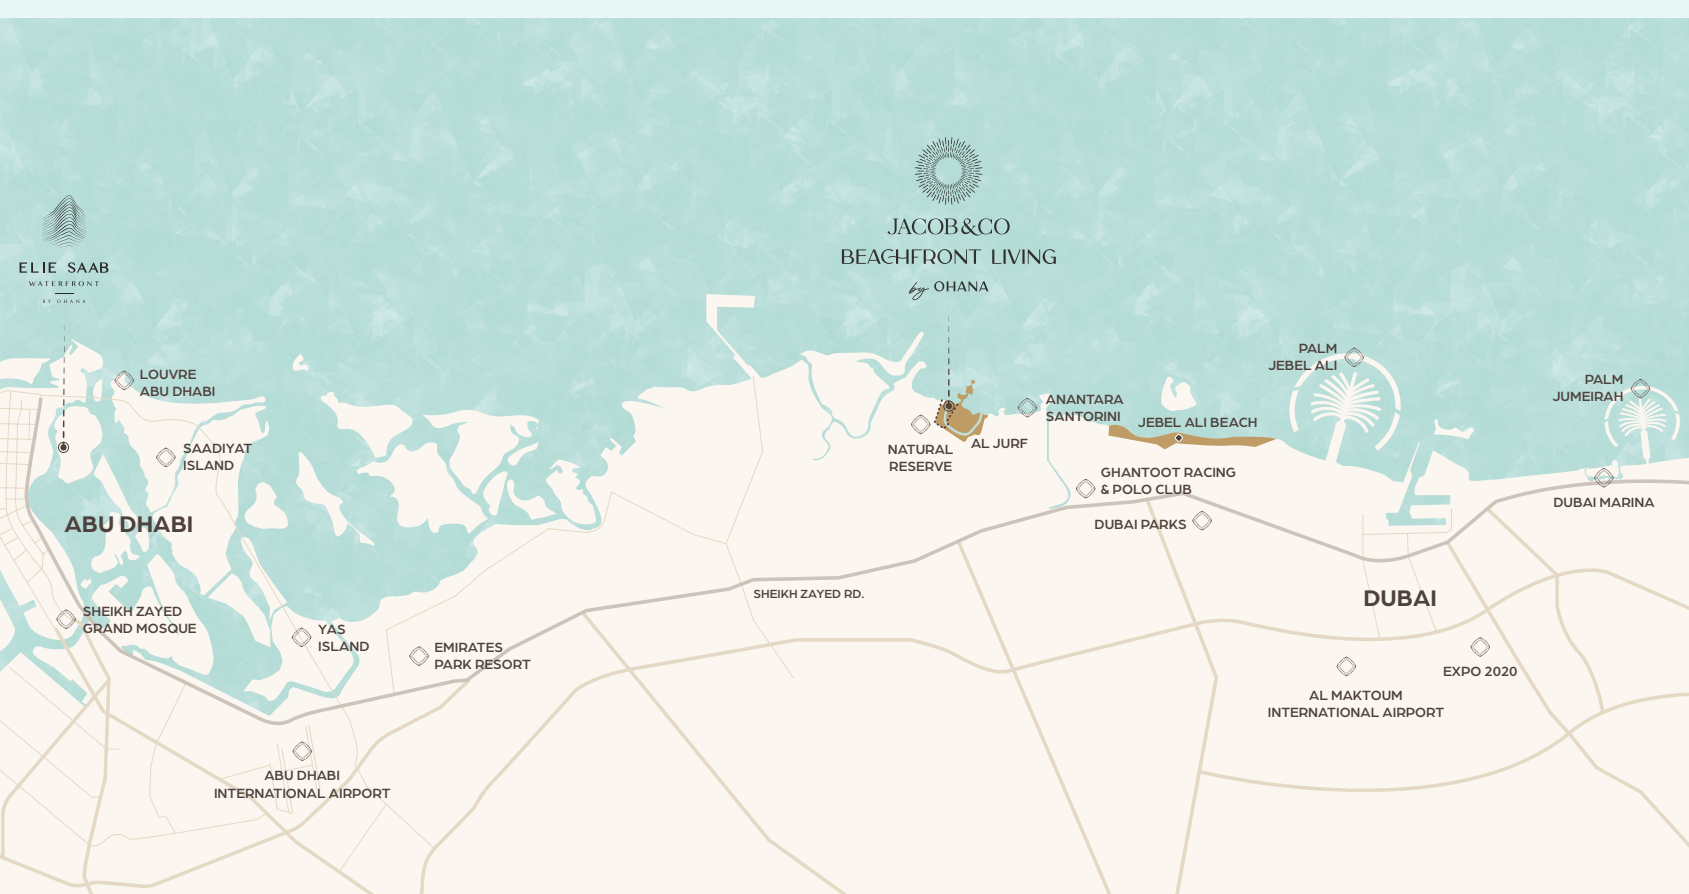 JACOB&CO
BEACHFRONT LIVING
by OHANA
ELIE SAAB
WATERFRONT
BY OHANA
LOUVRE
ABU DHABI
SAADIYAT
ISLAND
ABU DHABI
SHEIKH ZAYED
GRAND MOSQUE
YAS
ISLAND
EMIRATES
PARK RESORT
ABU DHABI
INTERNATIONAL AIRPORT
SHEIKH ZAYED RD.
NATURAL
RESERVE
AL JURF
ANANTARA
SANTORINI
JEBEL ALI BEACH
GHANTOOT RACING
& POLO CLUB
DUBAI PARKS
PALM
JEBEL ALI
PALM
JUMEIRAH
DUBAI MARINA
DUBAI
EXPO 2020
AL MAKTOUM
INTERNATIONAL AIRPORT